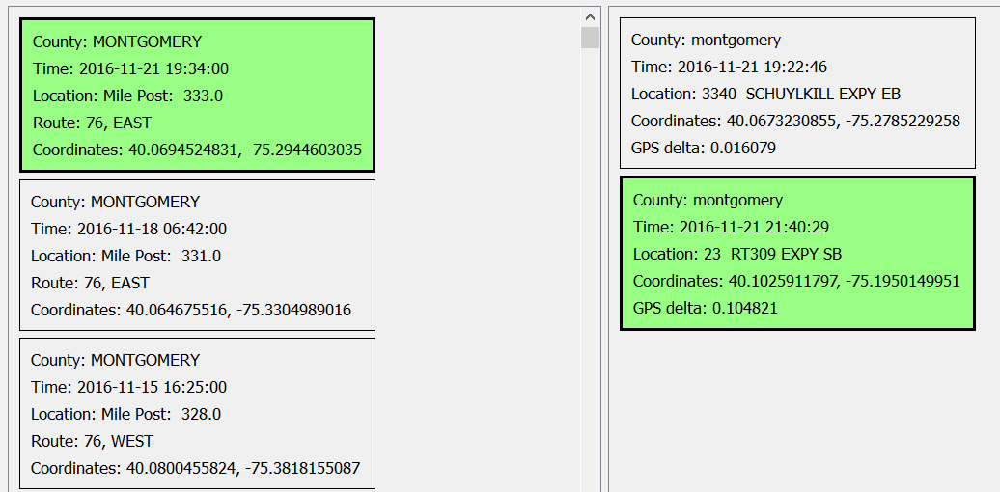 County: MONTGOMERY
Time: 2016-11-21 19:34:00
Location: Mile Post:  333.0
Route: 76, EAST
Coordinates: 40.0694524831, -75.2944603035
County: MONTGOMERY
Time: 2016-11-18 06:42:00
Location: Mile Post:  331.0
Route: 76, EAST
Coordinates: 40.064675516, -75.3304989016
County: MONTGOMERY
Time: 2016-11-15 16:25:00
Location: Mile Post:  328.0
Route: 76, WEST
Coordinates: 40.0800455824, -75.3818155087
County: montgomery
Time: 2016-11-21 19:22:46
Location: 3340  SCHUYLKILL EXPY EB
Coordinates: 40.0673230855, -75.2785229258
GPS delta: 0.016079
County: montgomery
Time: 2016-11-21 21:40:29
Location: 23  RT309 EXPY SB
Coordinates: 40.1025911797, -75.1950149951
GPS delta: 0.104821